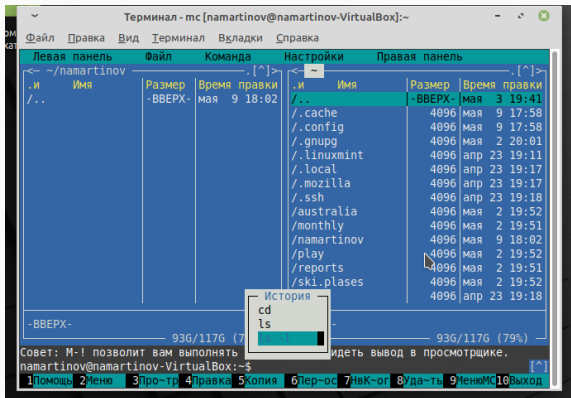 Терминал - mc [namartinov@namartinov-VirtualBox]:~
Файл Правка Вид Терминал Вкладки Справка
Левая панель Файл Команда Настройки Правая панель
<- ~/namartinov .[^]> <- ~ .[^]>
.и Имя Размер Время правки .и Имя Размер Время правки
/.. -ВВЕРХ- мая 9 18:02 /.. -ВВЕРХ- мая 3 19:41
/.cache 4096 мая 9 17:58
/.config 4096 мая 9 17:58
/.gnupg 4096 мая 2 20:01
/.linuxmint 4096 апр 23 19:11
/.local 4096 апр 23 19:17
/.mozilla 4096 апр 23 19:17
/.ssh 4096 апр 23 19:18
/australia 4096 мая 2 19:52
/monthly 4096 мая 2 19:51
/namartinov 4096 мая 9 18:02
/play 4096 мая 2 19:52
/reports 4096 мая 2 19:51
/ski.plases 4096 мая 2 19:52
4096 апр 23 19:18
История
cd
ls
-ВВЕРХ-
93G/117G (7 93G/117G (79%)
Совет: M-! позволит вам выполнять идеть вывод в просмотрщике.
namartinov@namartinov-VirtualBox:~$ [^]
1Помощь 2Меню 3Про~тр 4Правка 5Копия 6Пер~ос 7НвК~ог 8Уда~ть 9МенюMC 10Выход